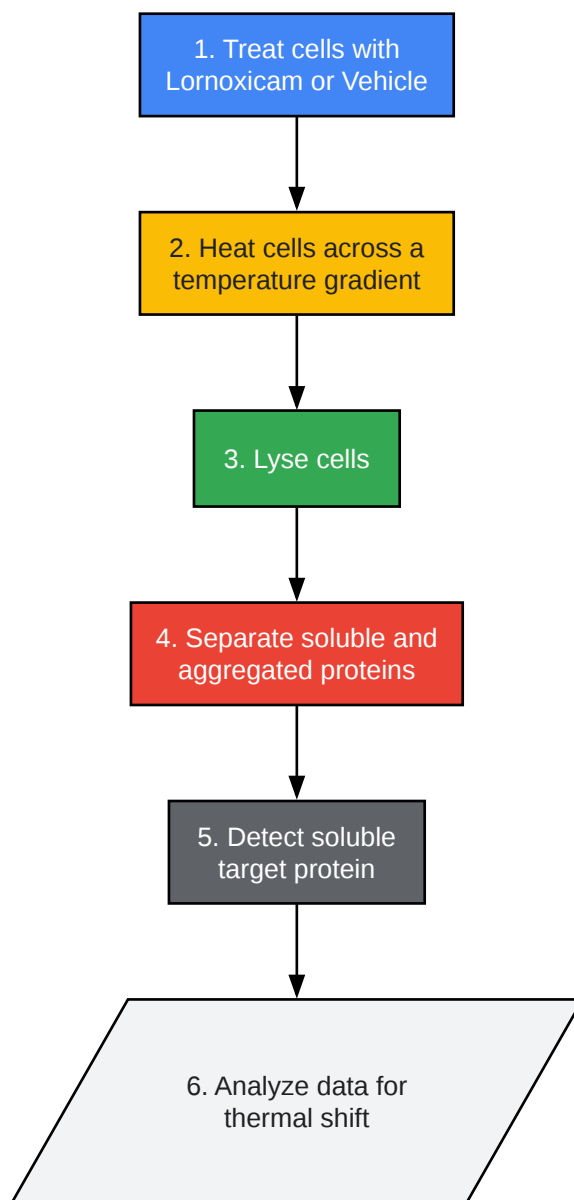 1. Treat cells with
Lornoxicam or Vehicle
2. Heat cells across a
temperature gradient
3. Lyse cells
4. Separate soluble and
aggregated proteins
5. Detect soluble
target protein
6. Analyze data for
thermal shift